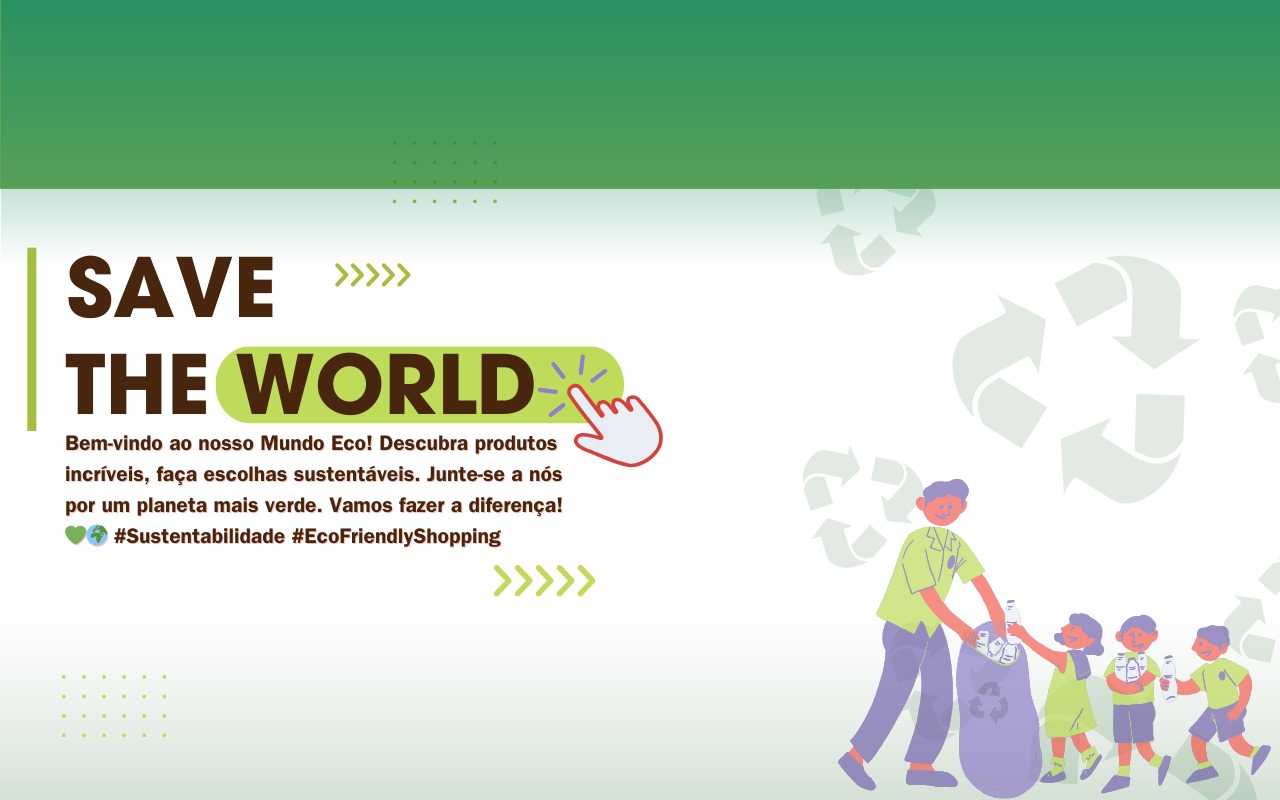 SAVE
THE WORLD
Bem-vindo ao nosso Mundo Eco! Descubra produtos
incríveis, faça escolhas sustentáveis. Junte-se a nós
por um planeta mais verde. Vamos fazer a diferença!
💚🌍 #Sustentabilidade #EcoFriendlyShopping